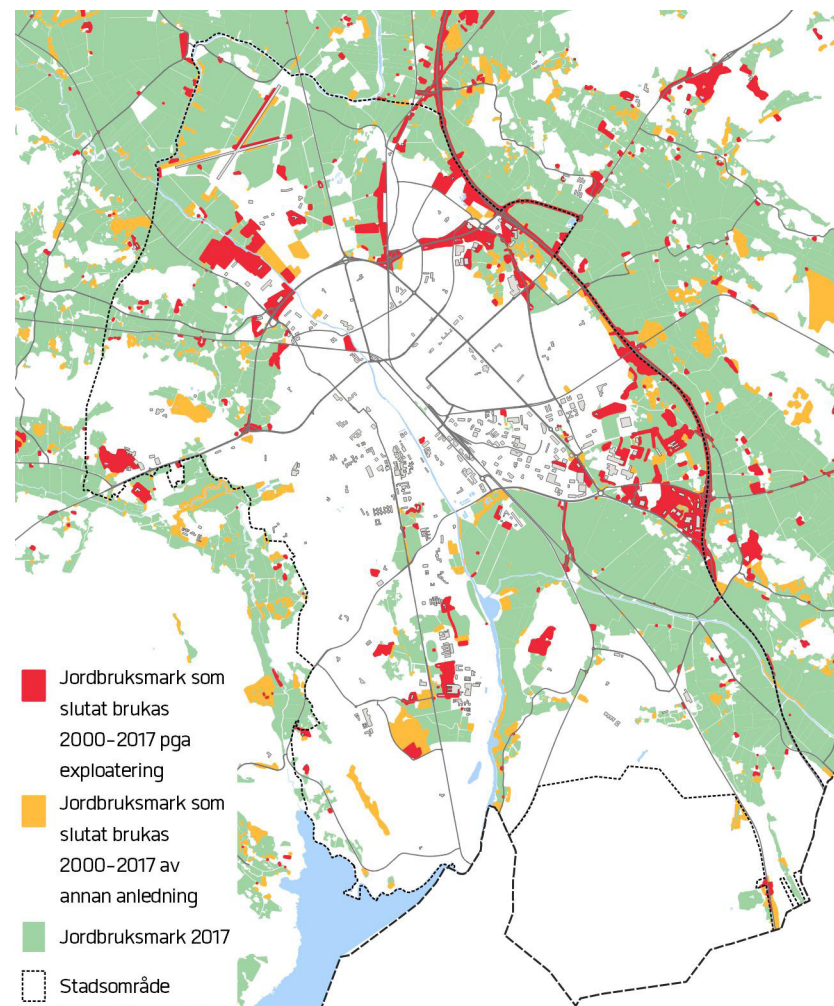 Jordbruksmark som
slutat brukas
2000-2017 pga
exploatering
Jordbruksmark som
slutat brukas
2000-2017 av
annan anledning
Jordbruksmark 2017
Stadsområde